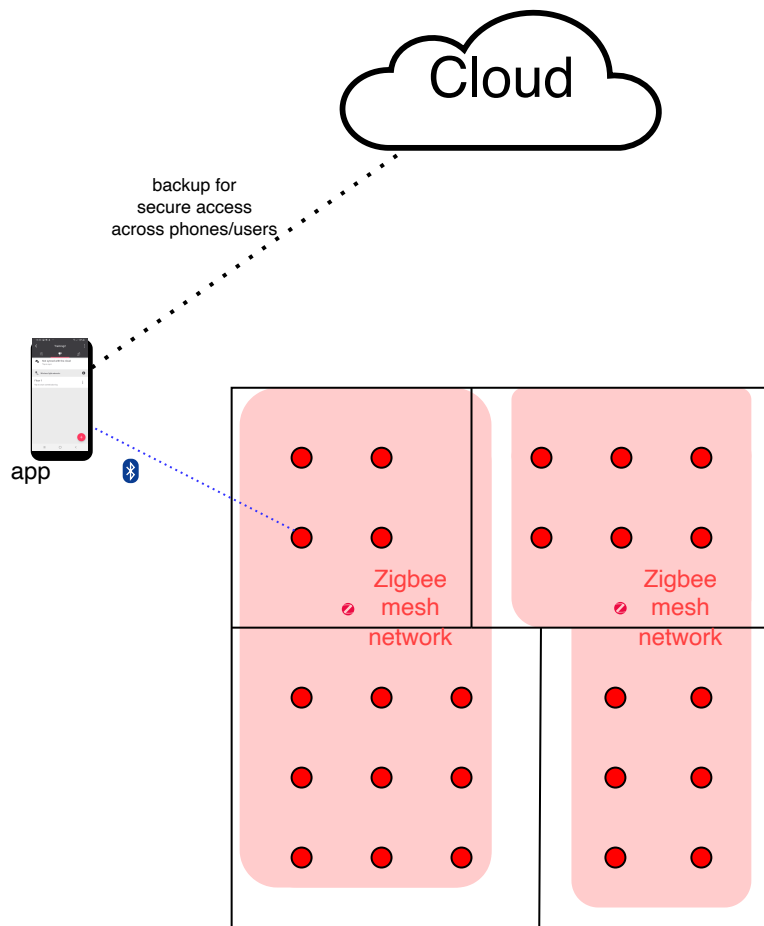 Cloud
backup for
secure access
across phones/users
app
Zigbee
mesh
network
Zigbee
mesh
network